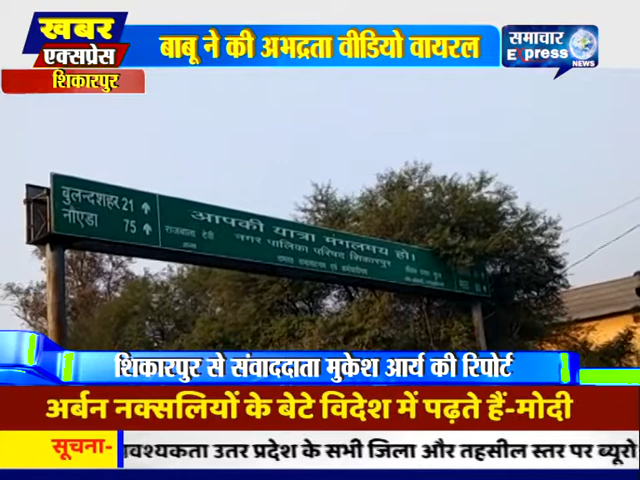 खबर
एक्सप्रेस
शिकारपुर
बाबू ने की अभद्रता वीडियो वायरल
समाचार
Express
NEWS
बुलन्दशहर 21
नौएडा 75
आपकी यात्रा मंगलमय हो।
राजबाला देवी
नगर पालिका परिषद शिकारपुर
शिकारपुर से संवाददाता मुकेश आर्य की रिपोर्ट
अर्बन नक्सलियों के बेटे विदेश में पढ़ते हैं-मोदी
सूचना-
वश्यकता उतर प्रदेश के सभी जिला और तहसील स्तर पर ब्यूरो